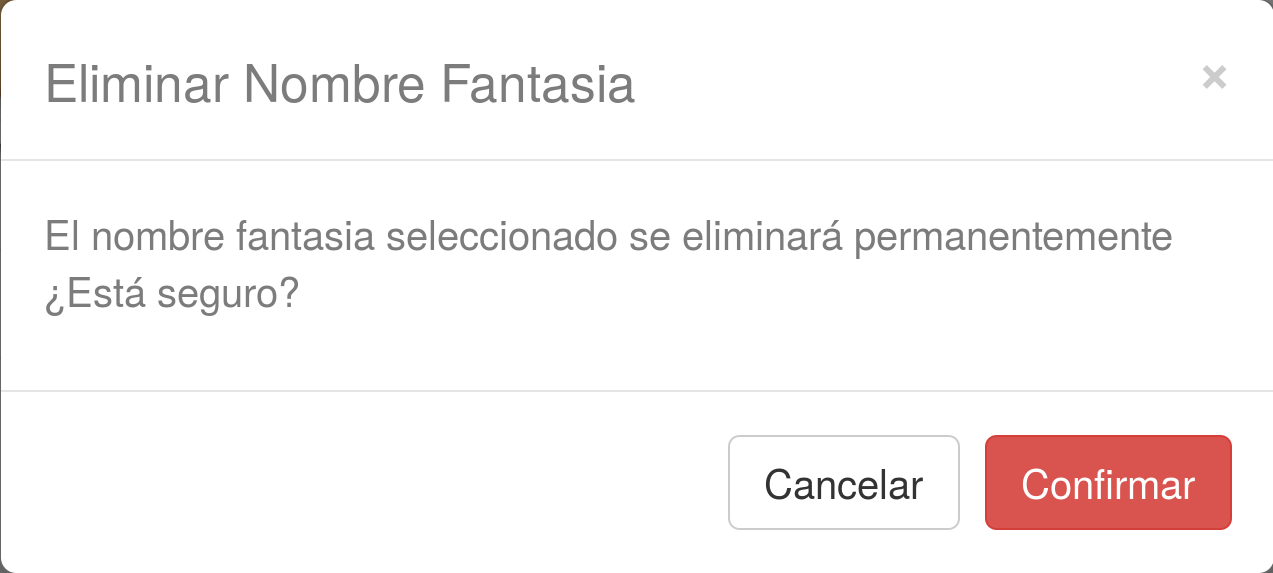 Eliminar Nombre Fantasia
×
El nombre fantasia seleccionado se eliminará permanentemente
¿Está seguro?
Cancelar
Confirmar